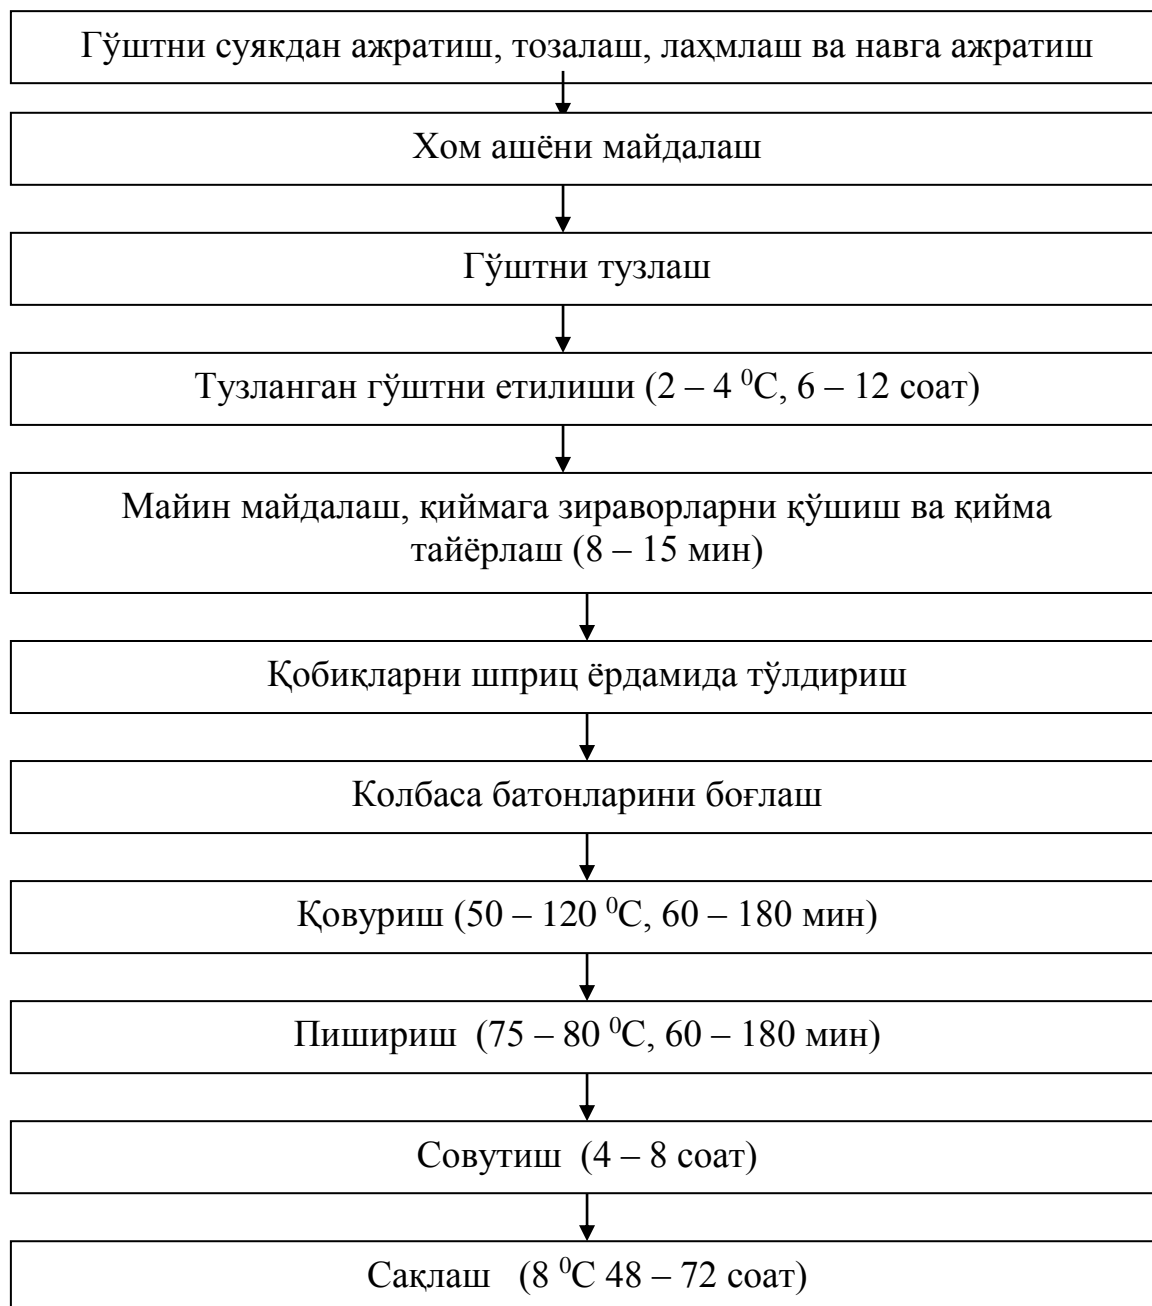 Гўштни суякдан ажратиш, тозалаш, лаҳмлаш ва навга ажратиш
Хом ашёни майдалаш
Гўштни тузлаш
Тузланган гўштни етилиши (2 – 4 ⁰С, 6 – 12 соат)
Майин майдалаш, қиймага зираворларни қўшиш ва қийма
тайёрлаш (8 – 15 мин)
Қобиқларни шприц ёрдамида тўлдириш
Колбаса батонларини боғлаш
Қовуриш (50 – 120 ⁰С, 60 – 180 мин)
Пишириш (75 – 80 ⁰С, 60 – 180 мин)
Совутиш (4 – 8 соат)
Сақлаш (8 ⁰С 48 – 72 соат)